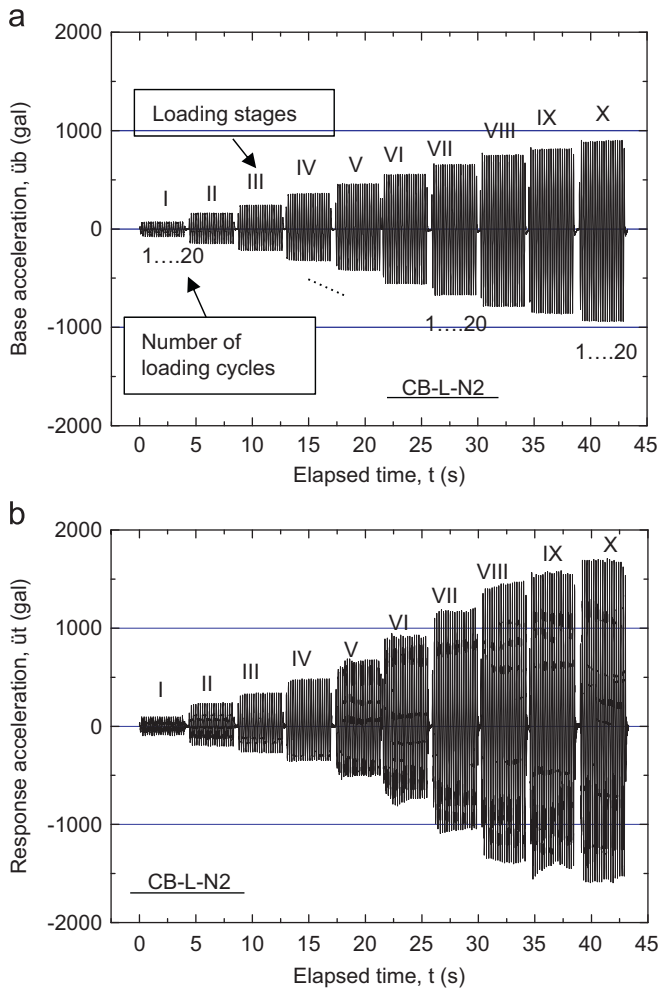 a
2000
1000
0
-1000
-2000
Base acceleration, üb (gal)
Loading stages
I II III IV V VI VII VIII IX X
1....20
Number of
loading cycles
1....20
1....20
CB-L-N2
0 5 10 15 20 25 30 35 40 45
Elapsed time, t (s)
b
2000
1000
0
-1000
-2000
Response acceleration, üt (gal)
I II III IV V VI VII VIII IX X
CB-L-N2
0 5 10 15 20 25 30 35 40 45
Elapsed time, t (s)